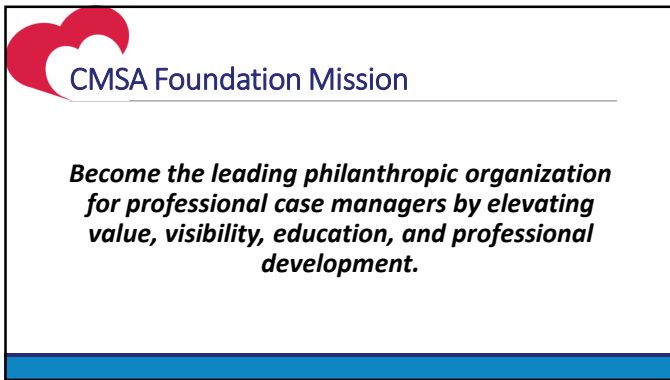 CMSA Foundation Mission
Become the leading philanthropic organization
for professional case managers by elevating
value, visibility, education, and professional
development.